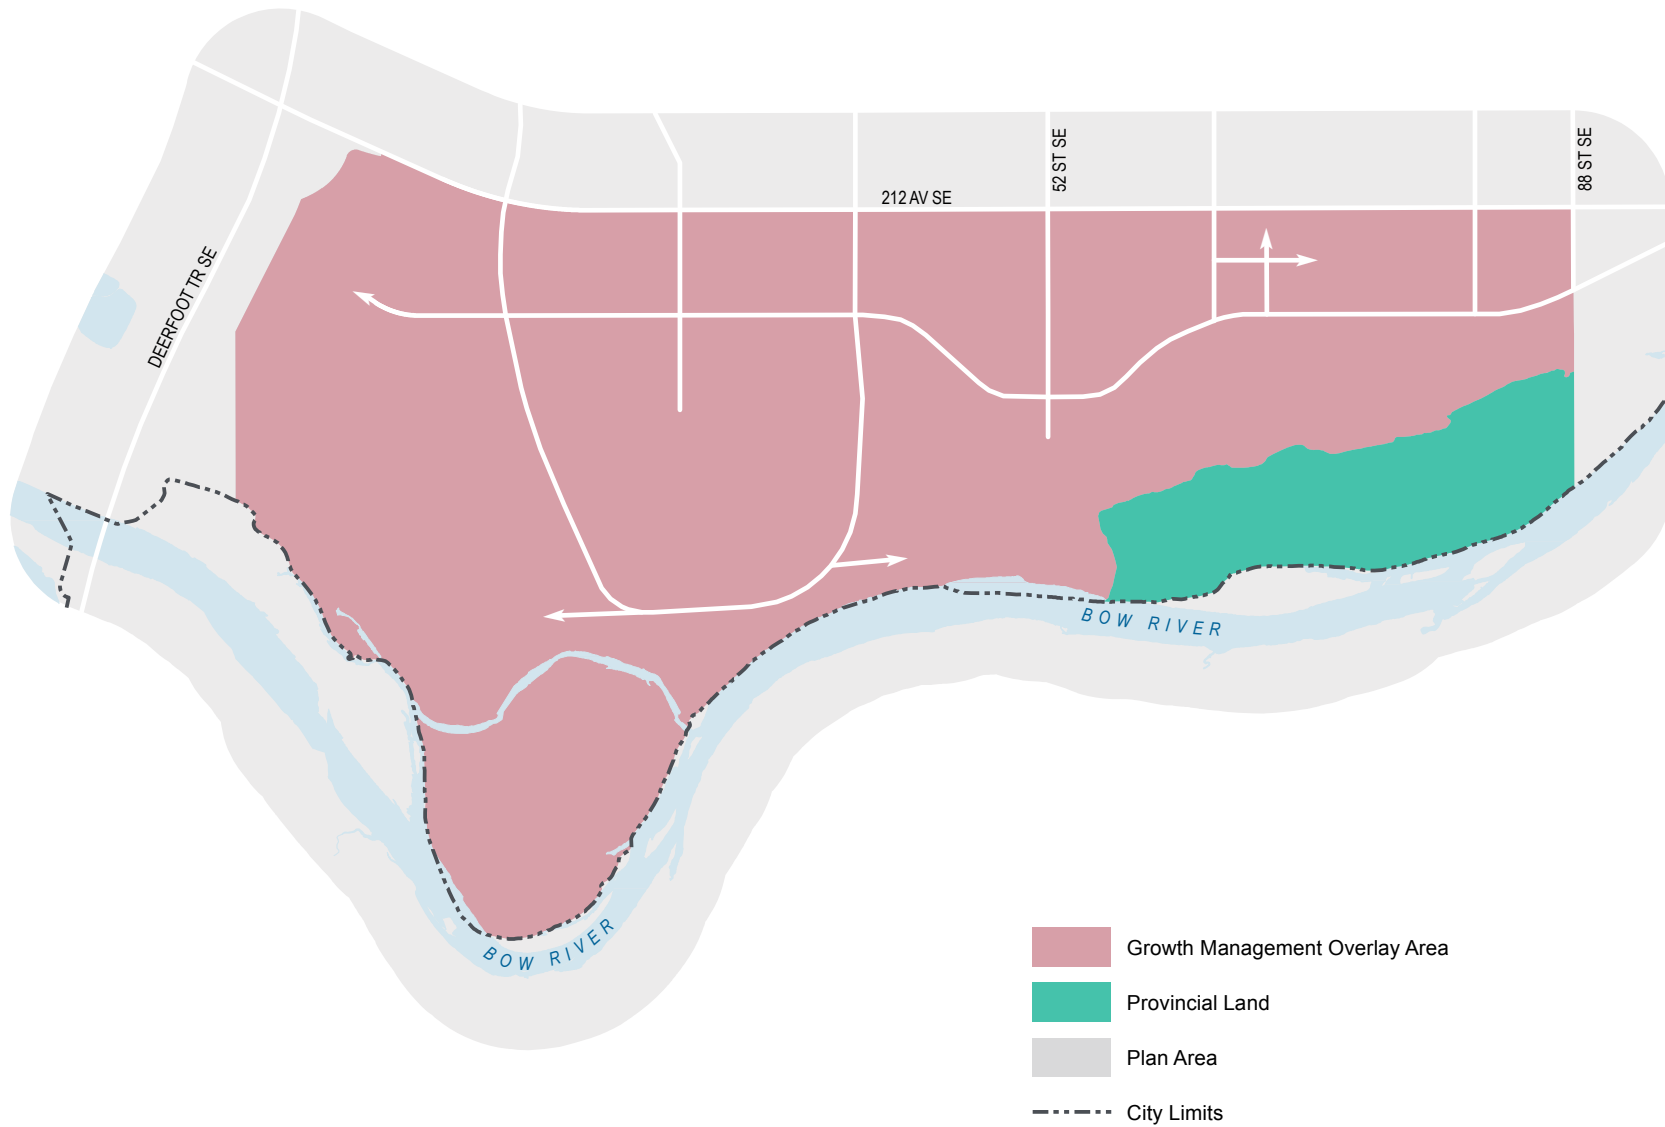 52 ST SE
88 ST SE
212 AV SE
DEERFOOT TR SE
BOW RIVER
BOW RIVER
Growth Management Overlay Area
Provincial Land
Plan Area
City Limits